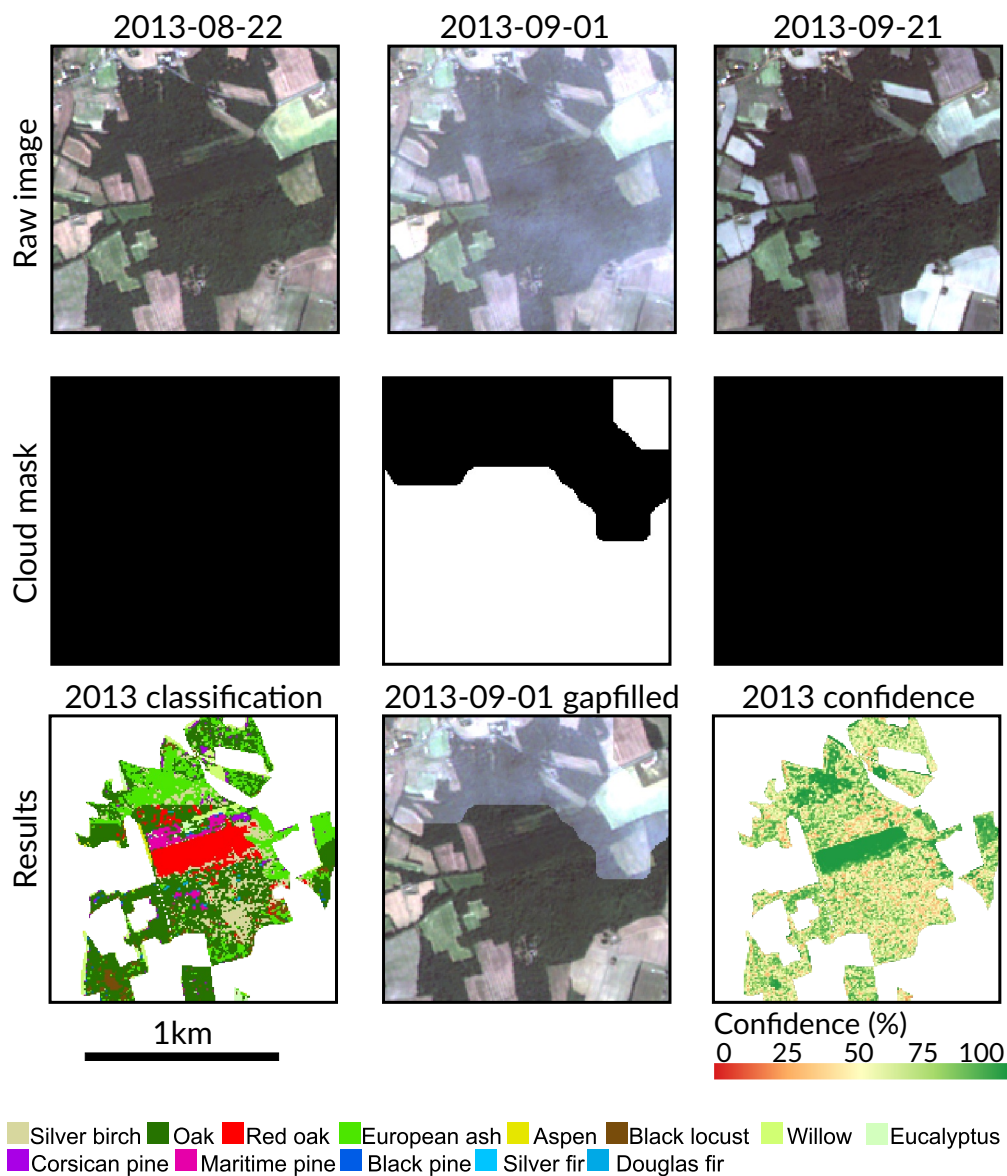 2013-08-22 2013-09-01 2013-09-21
Raw image
Cloud mask
2013 classification 2013-09-01 gapfilled 2013 confidence
Results
1km
Confidence (%)
0 25 50 75 100
Silver birch Oak Red oak European ash Aspen Black locust Willow Eucalyptus
Corsican pine Maritime pine Black pine Silver fir Douglas fir